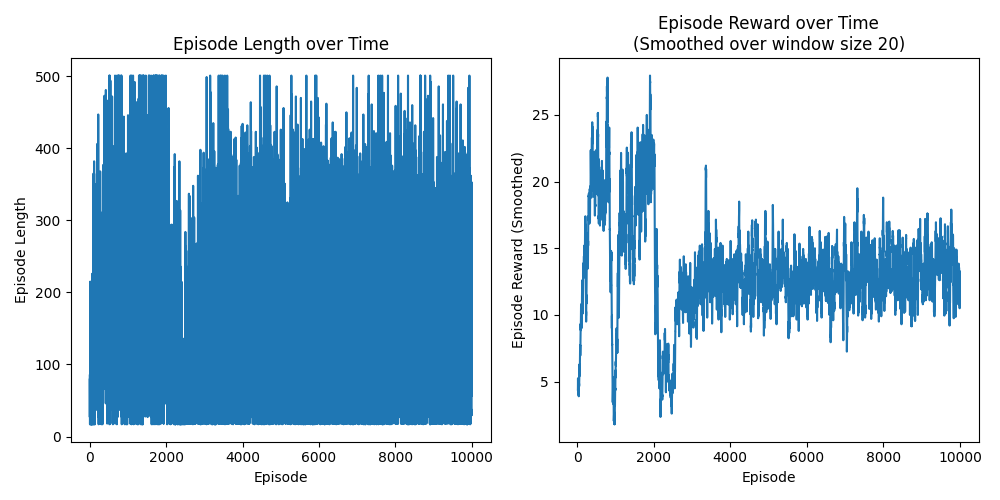 Episode Length over Time
Episode Length
500
400
300
200
100
0
0 2000 4000 6000 8000 10000
Episode
Episode Reward over Time
(Smoothed over window size 20)
Episode Reward (Smoothed)
25
20
15
10
5
0 2000 4000 6000 8000 10000
Episode